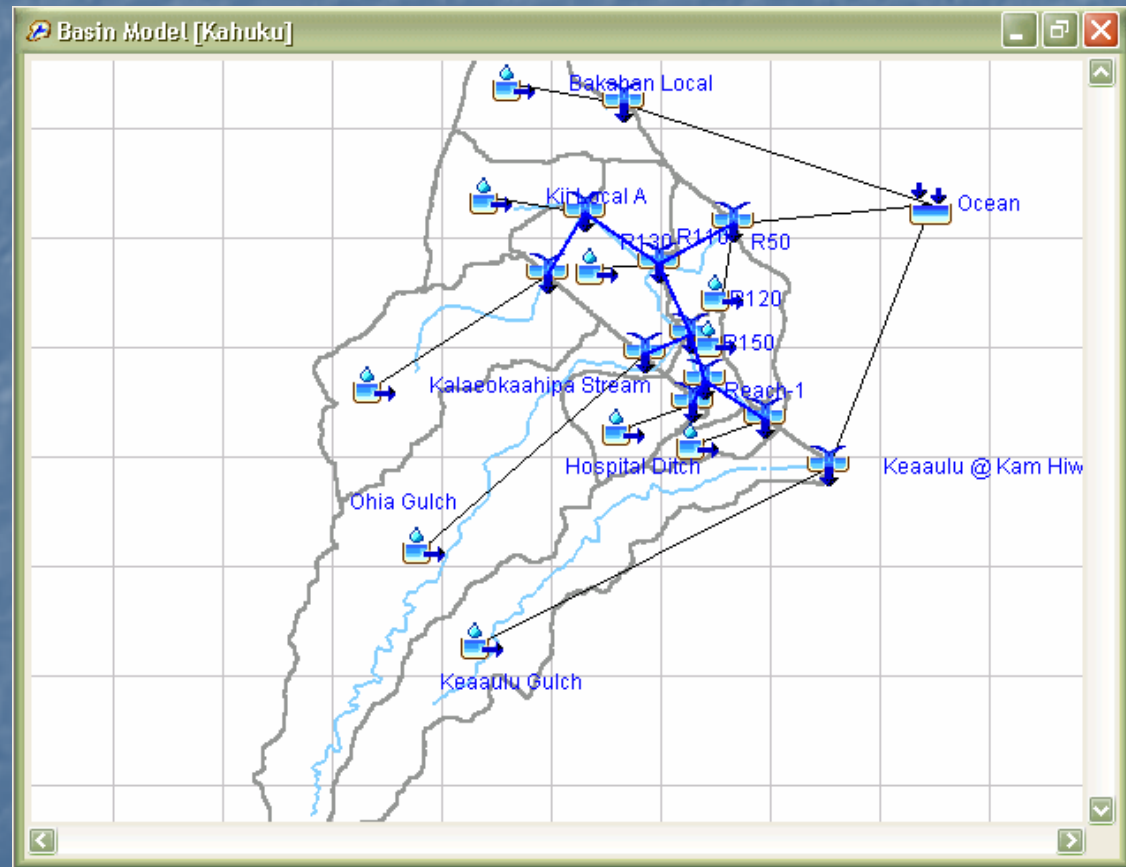 Basin Model [Kahuku]
Bakahan Local
Kii Local A
Ocean
R130
R110
R50
R120
R150
Kalaeokaahipa Stream
Reach-1
Hospital Ditch
Keaaulu @ Kam Hiw
Ohia Gulch
Keaaulu Gulch